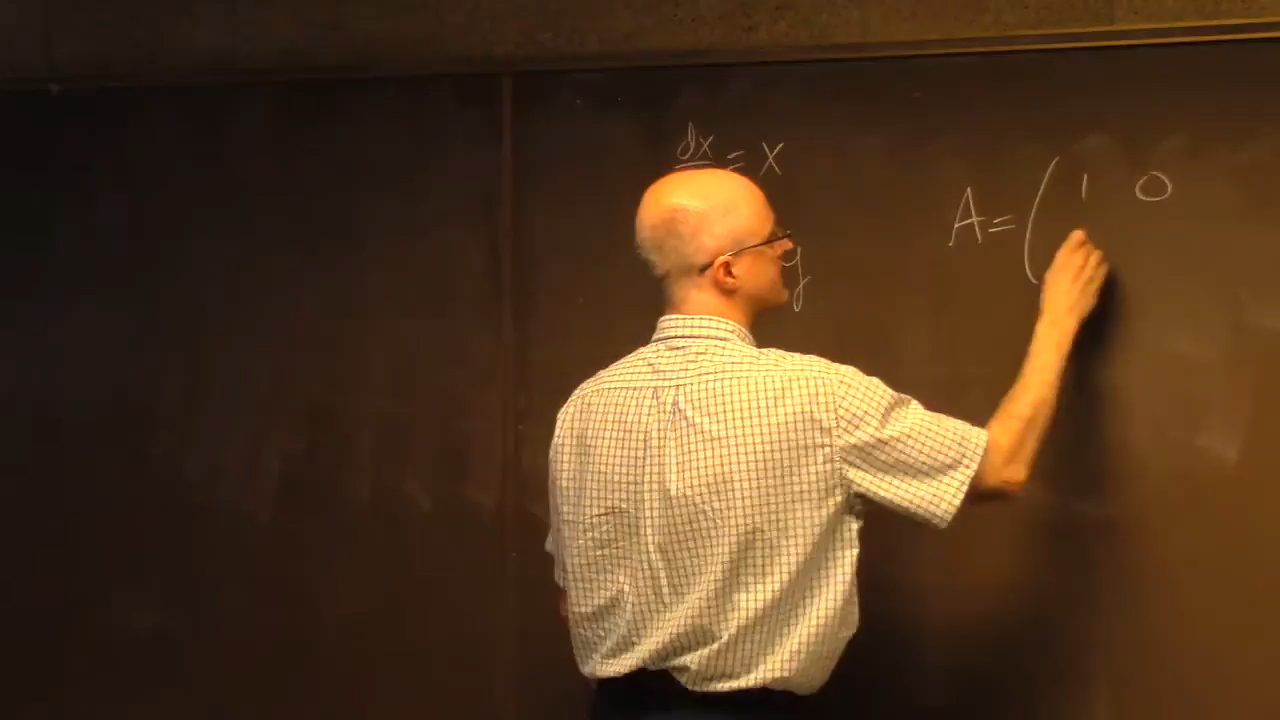 dx = x
y
A = ( 1 0